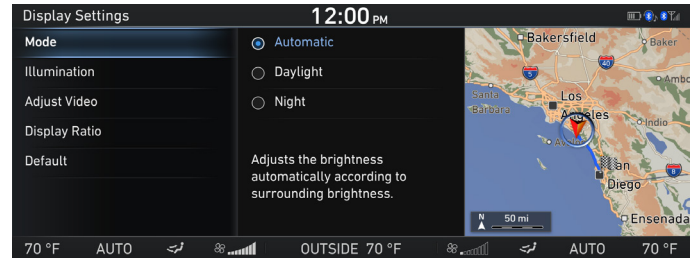 Display Settings
12:00 PM
Mode
Illumination
Adjust Video
Display Ratio
Default
Automatic
Daylight
Night
Adjusts the brightness
automatically according to
surrounding brightness.
Bakersfield
Baker
40
5
Santa
Barbara
Los
Angeles
Indio
8
Diego
Ensenada
N
50 mi
70 °F
AUTO
OUTSIDE 70 °F
AUTO
70 °F